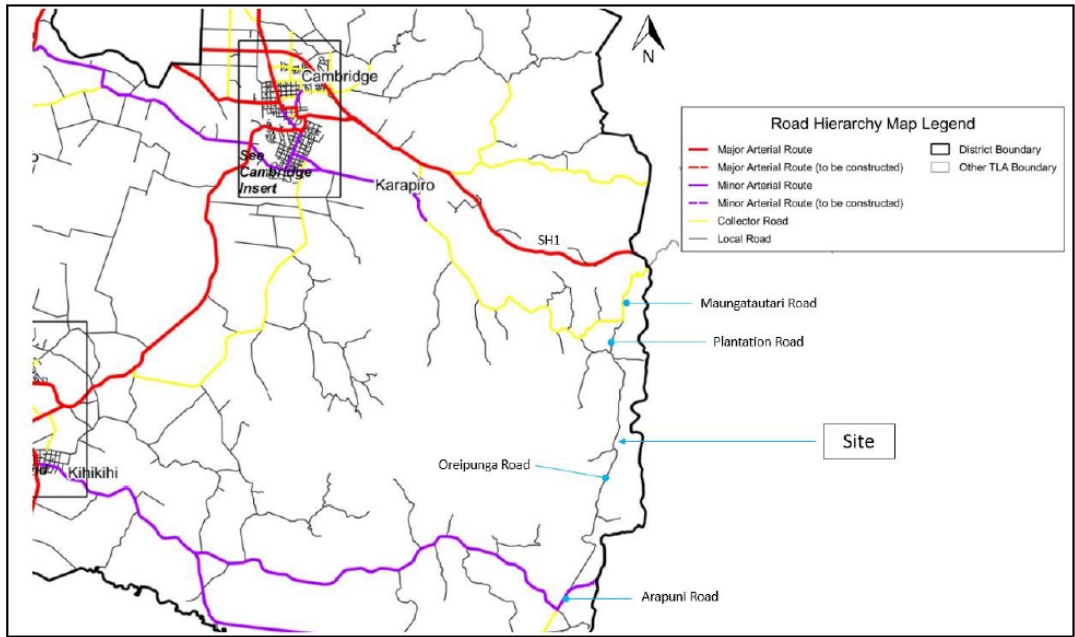 N
Cambridge
See
Cambridge
Insert
Karapiro
SH1
Kihikihi
Road Hierarchy Map Legend
Major Arterial Route
Major Arterial Route (to be constructed)
Minor Arterial Route
Minor Arterial Route (to be constructed)
Collector Road
Local Road
District Boundary
Other TLA Boundary
Maungatautari Road
Plantation Road
Site
Oreipunga Road
Arapuni Road